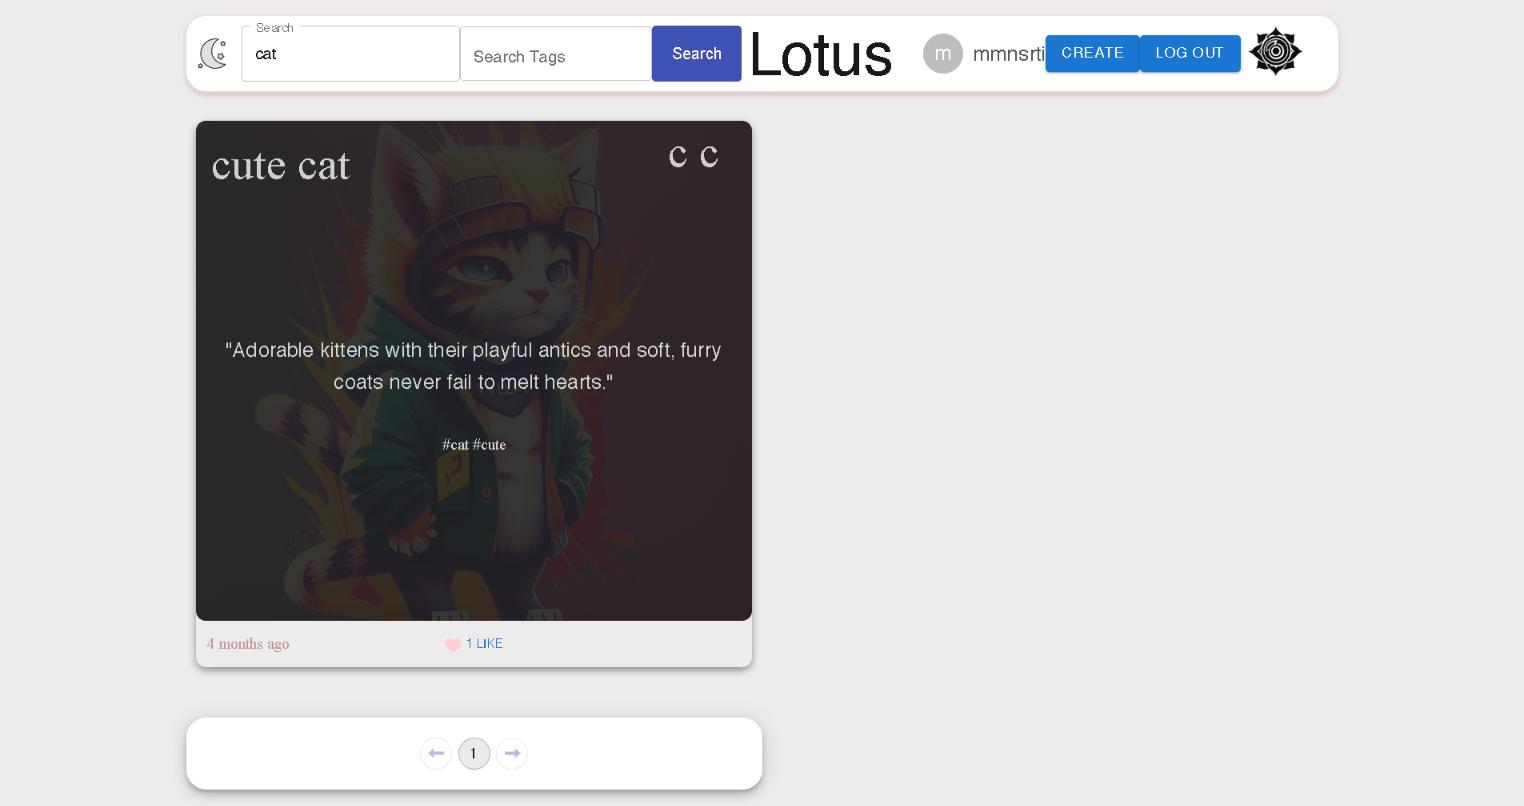 Search
cat
Search Tags
Search
Lotus
m
mmnsrti
CREATE
LOG OUT
cute cat
c c
"Adorable kittens with their playful antics and soft, furry
coats never fail to melt hearts."
#cat #cute
4 months ago
1 LIKE
1